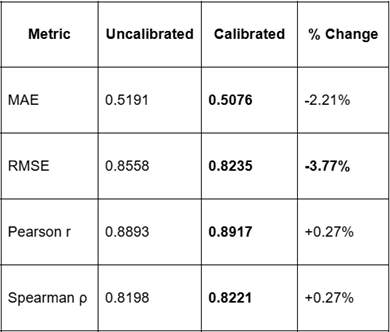 Metric Uncalibrated Calibrated % Change
MAE 0.5191 0.5076 -2.21%
RMSE 0.8558 0.8235 -3.77%
Pearson r 0.8893 0.8917 +0.27%
Spearman ρ 0.8198 0.8221 +0.27%